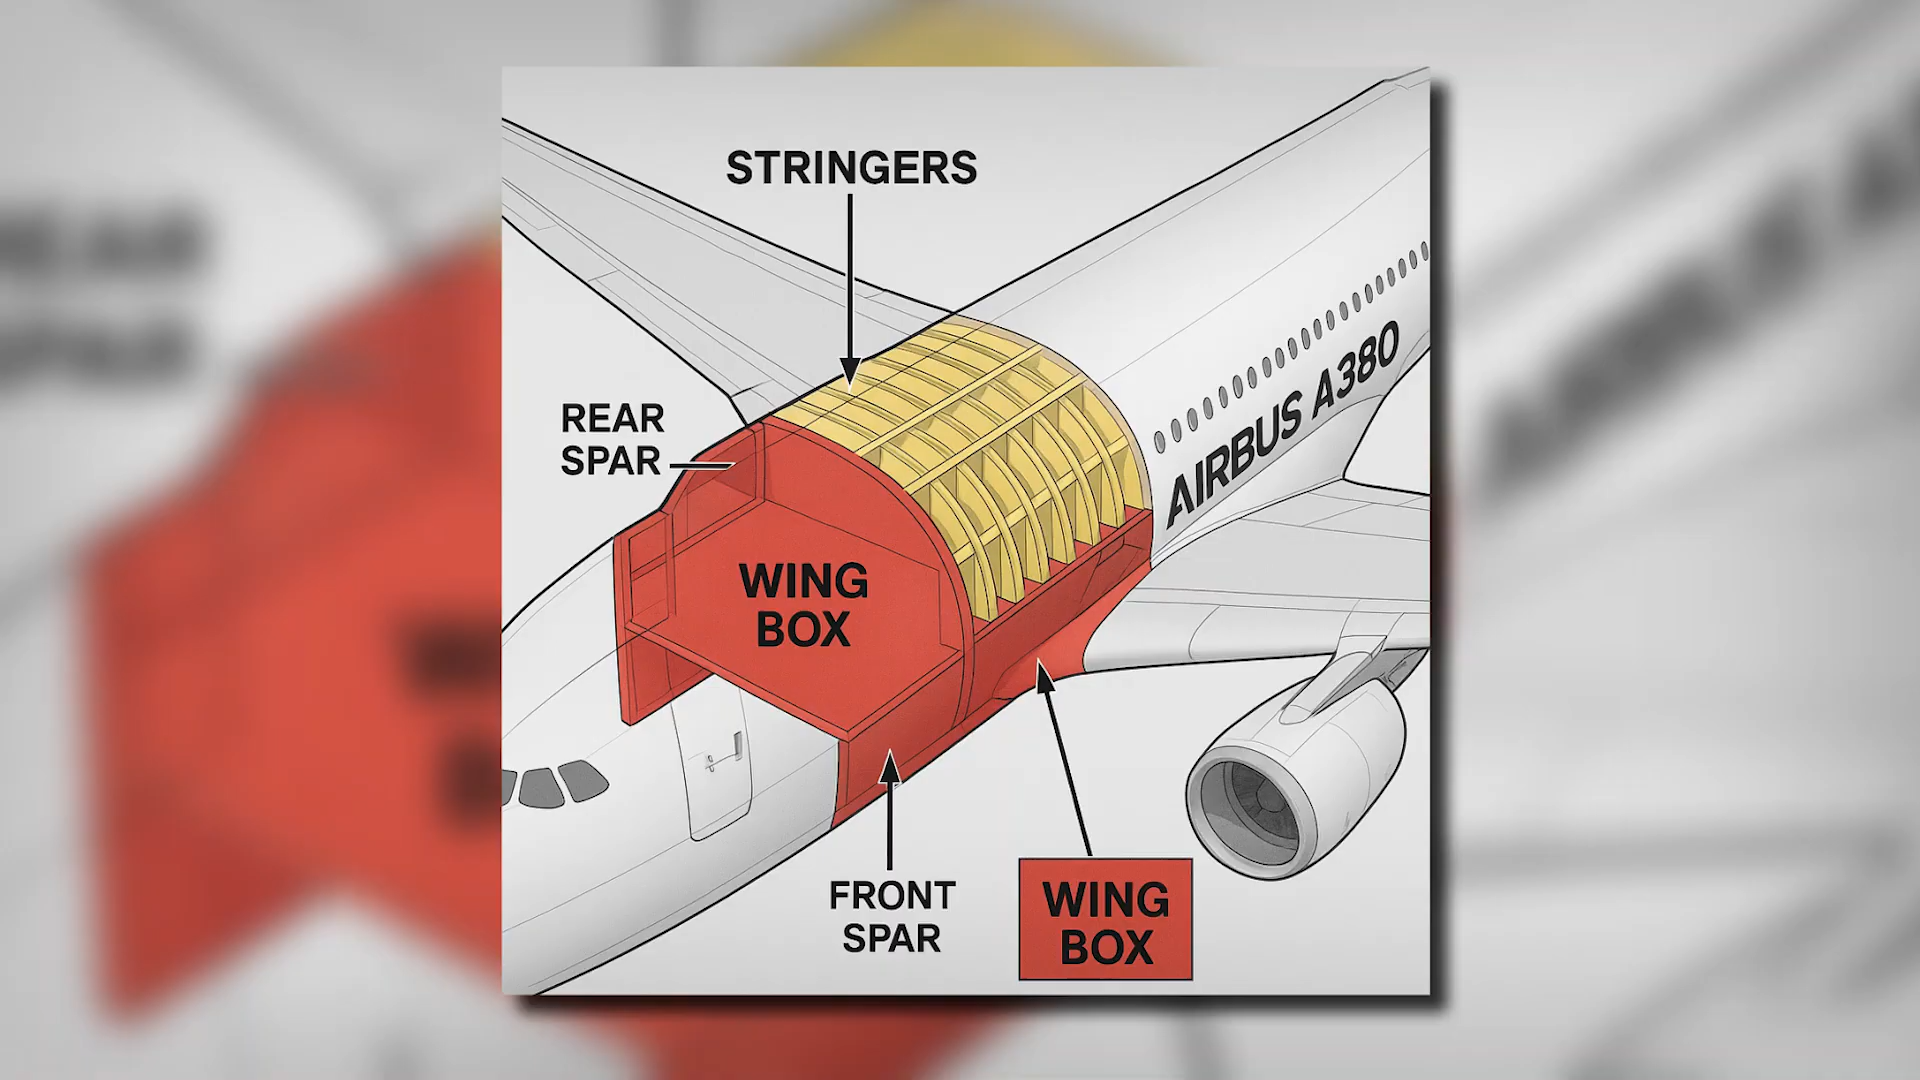 STRINGERS
REAR
SPAR
AIRBUS A380
WING
BOX
FRONT
SPAR
WING
BOX